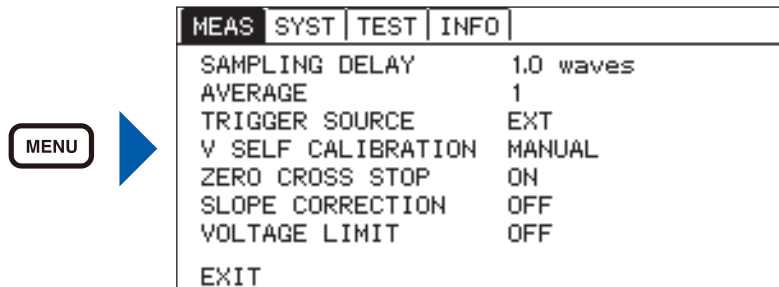 MENU
MEAS SYST TEST INFO
SAMPLING DELAY 1.0 waves
AVERAGE 1
TRIGGER SOURCE EXT
V SELF CALIBRATION MANUAL
ZERO CROSS STOP ON
SLOPE CORRECTION OFF
VOLTAGE LIMIT OFF
EXIT